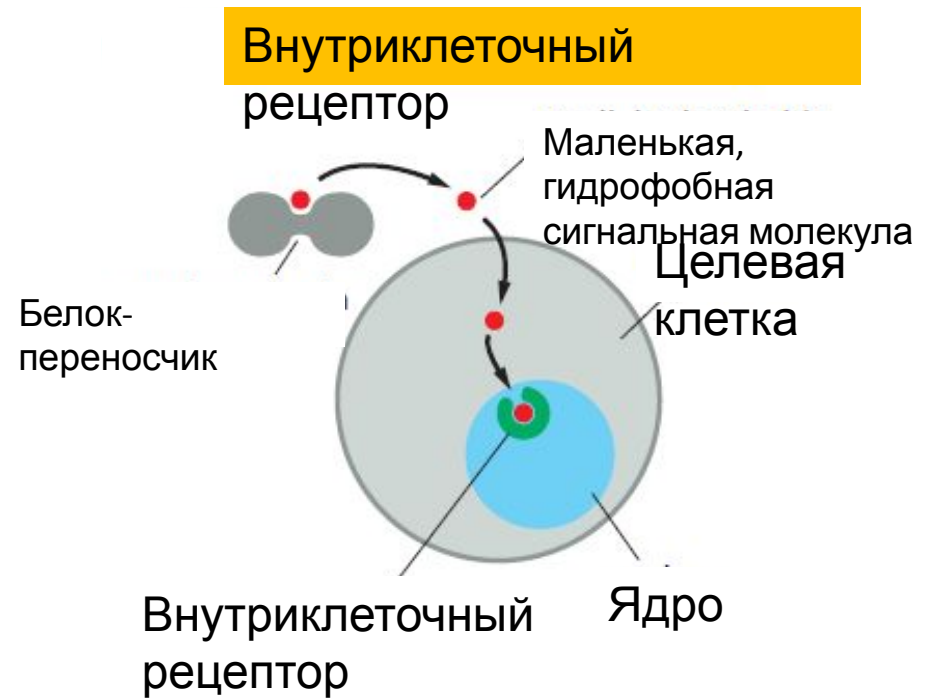 Внутриклеточный
рецептор
Маленькая,
гидрофобная
сигнальная молекула
Целевая
клетка
Белок-
переносчик
Внутриклеточный
рецептор
Ядро